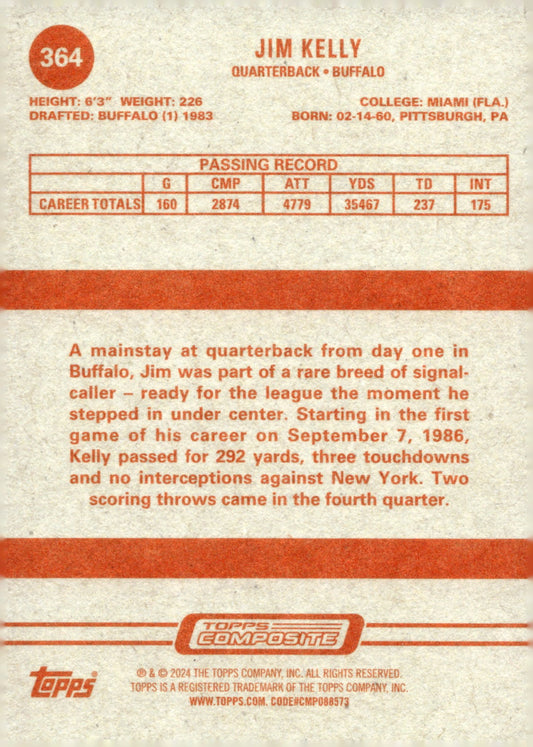 364
JIM KELLY
QUARTERBACK • BUFFALO
HEIGHT: 6'3" WEIGHT: 226
DRAFTED: BUFFALO (1) 1983
COLLEGE: MIAMI (FLA.)
BORN: 02-14-60, PITTSBURGH, PA
PASSING RECORD
G CMP ATT YDS TD INT
CAREER TOTALS 160 2874 4779 35467 237 175
A mainstay at quarterback from day one in
Buffalo, Jim was part of a rare breed of signal-
caller – ready for the league the moment he
stepped in under center. Starting in the first
game of his career on September 7, 1986,
Kelly passed for 292 yards, three touchdowns
and no interceptions against New York. Two
scoring throws came in the fourth quarter.
TOPPS
COMPOSITE
Topps
® & © 2024 THE TOPPS COMPANY, INC. ALL RIGHTS RESERVED.
TOPPS IS A REGISTERED TRADEMARK OF THE TOPPS COMPANY, INC.
WWW.TOPPS.COM. CODE#CMP088573